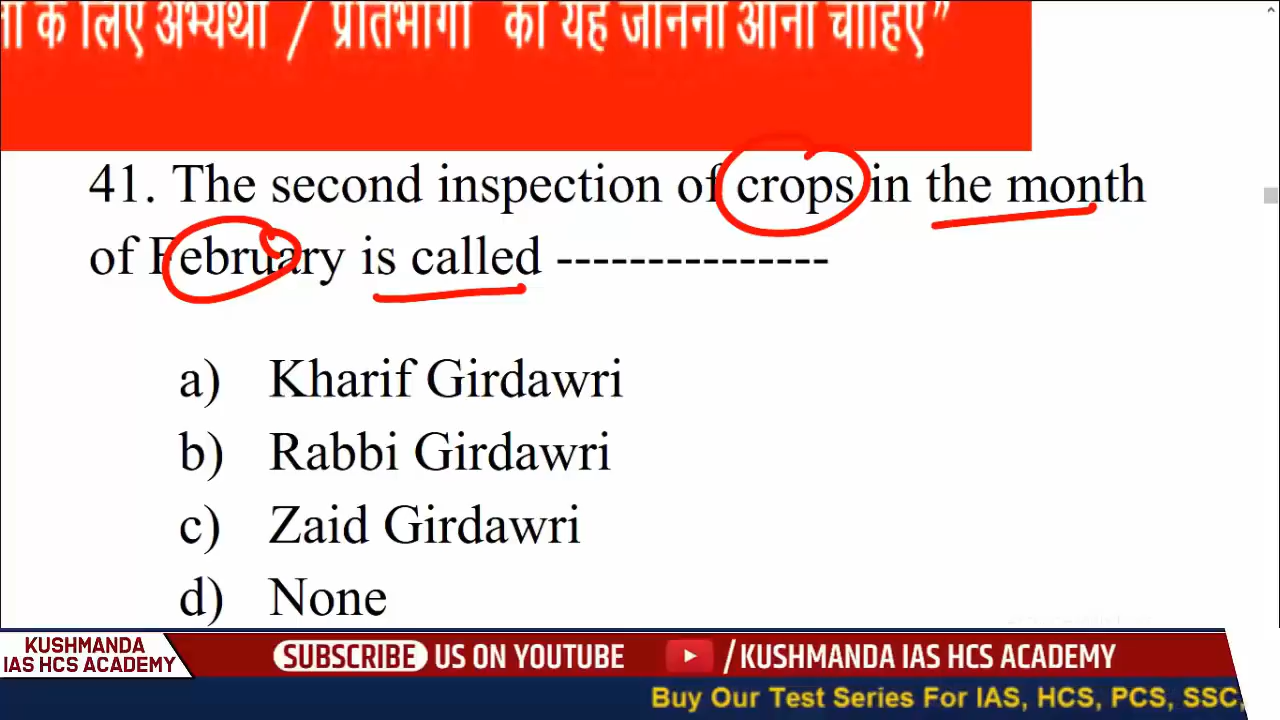 के लिए अभ्यर्थी / प्रतिभागी को यह जानना आना चाहिए”
41. The second inspection of crops in the month
of February is called ---------------
a) Kharif Girdawri
b) Rabbi Girdawri
c) Zaid Girdawri
d) None
KUSHMANDA
IAS HCS ACADEMY
SUBSCRIBE US ON YOUTUBE /KUSHMANDA IAS HCS ACADEMY
Buy Our Test Series For IAS, HCS, PCS, SSC,